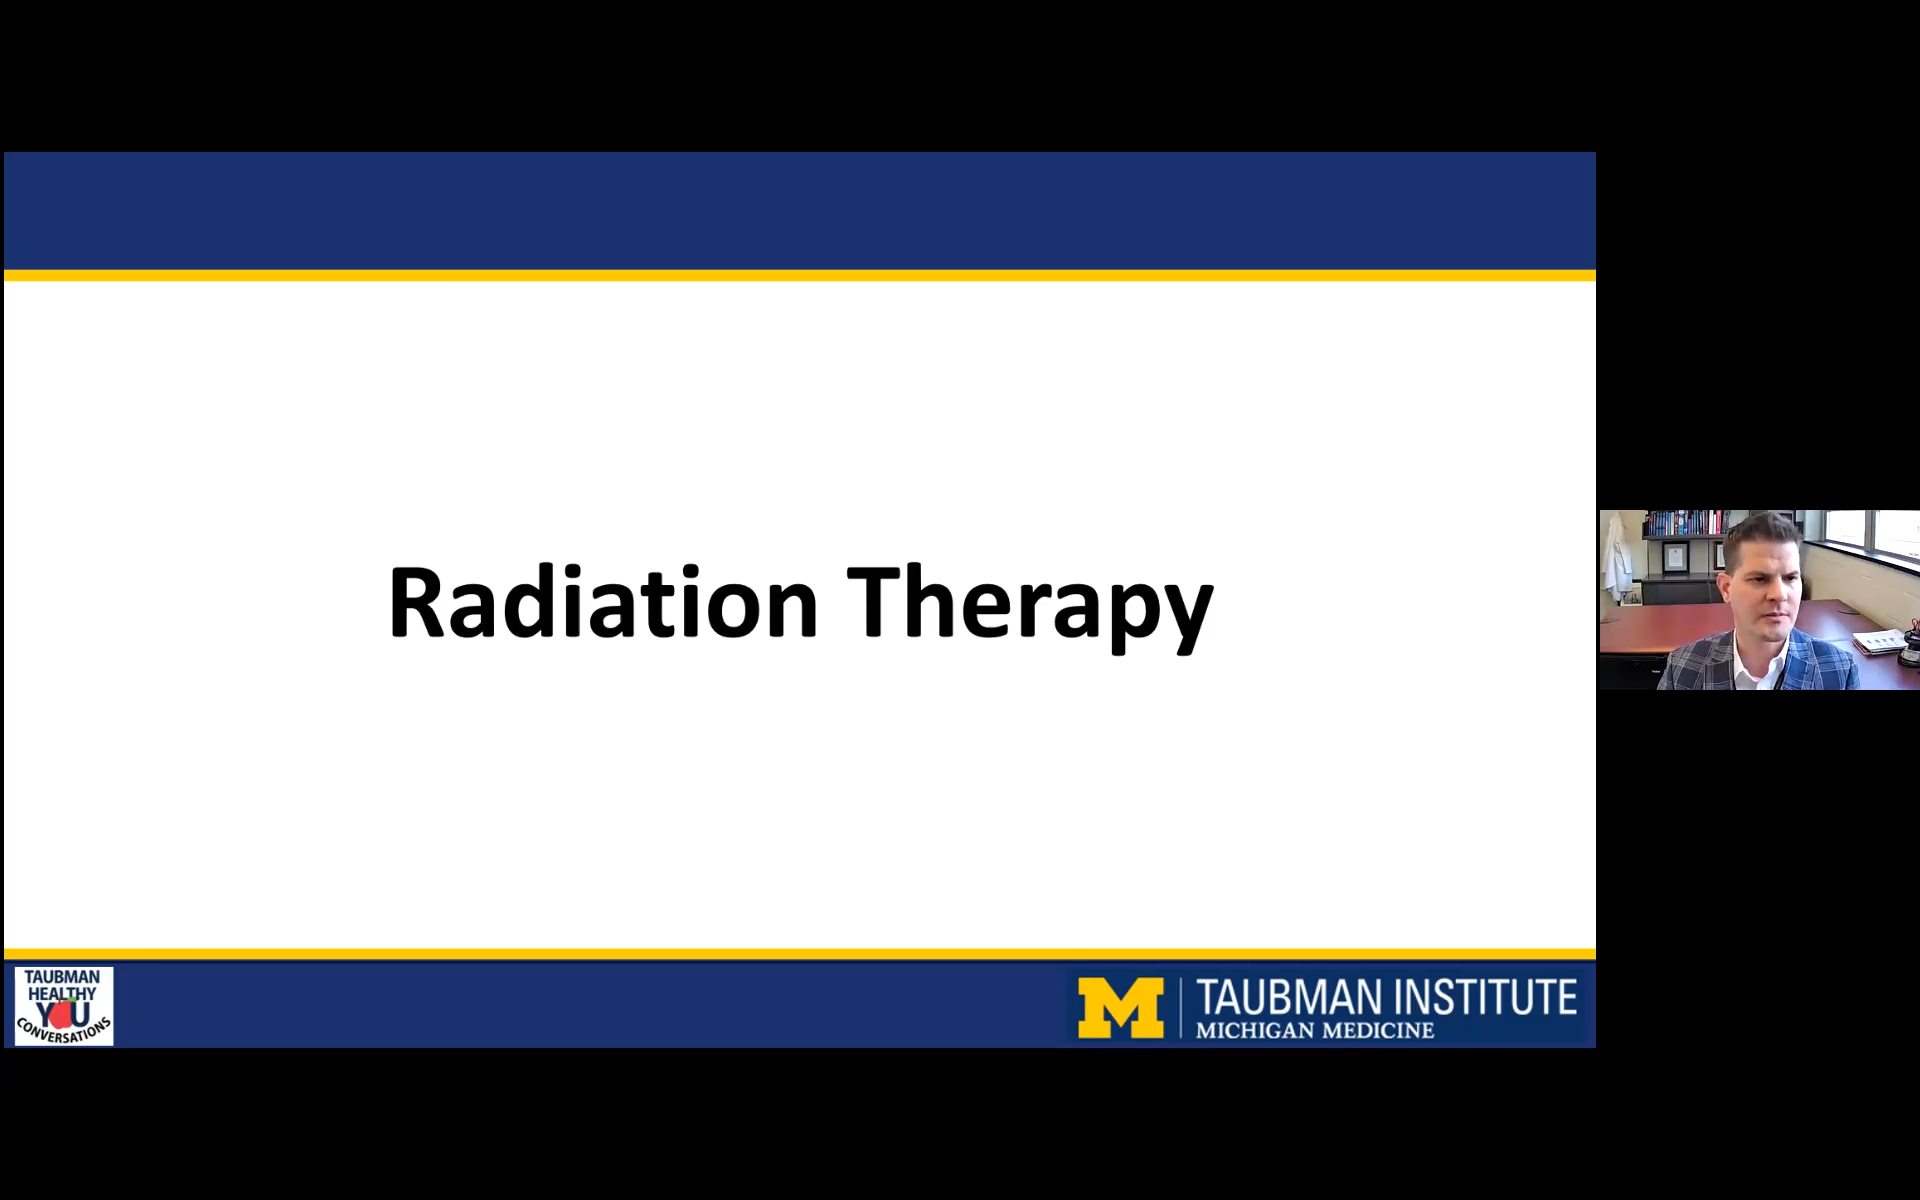 Radiation Therapy
TAUBMAN
HEALTHY
YOU
CONVERSATIONS
M
TAUBMAN INSTITUTE
MICHIGAN MEDICINE